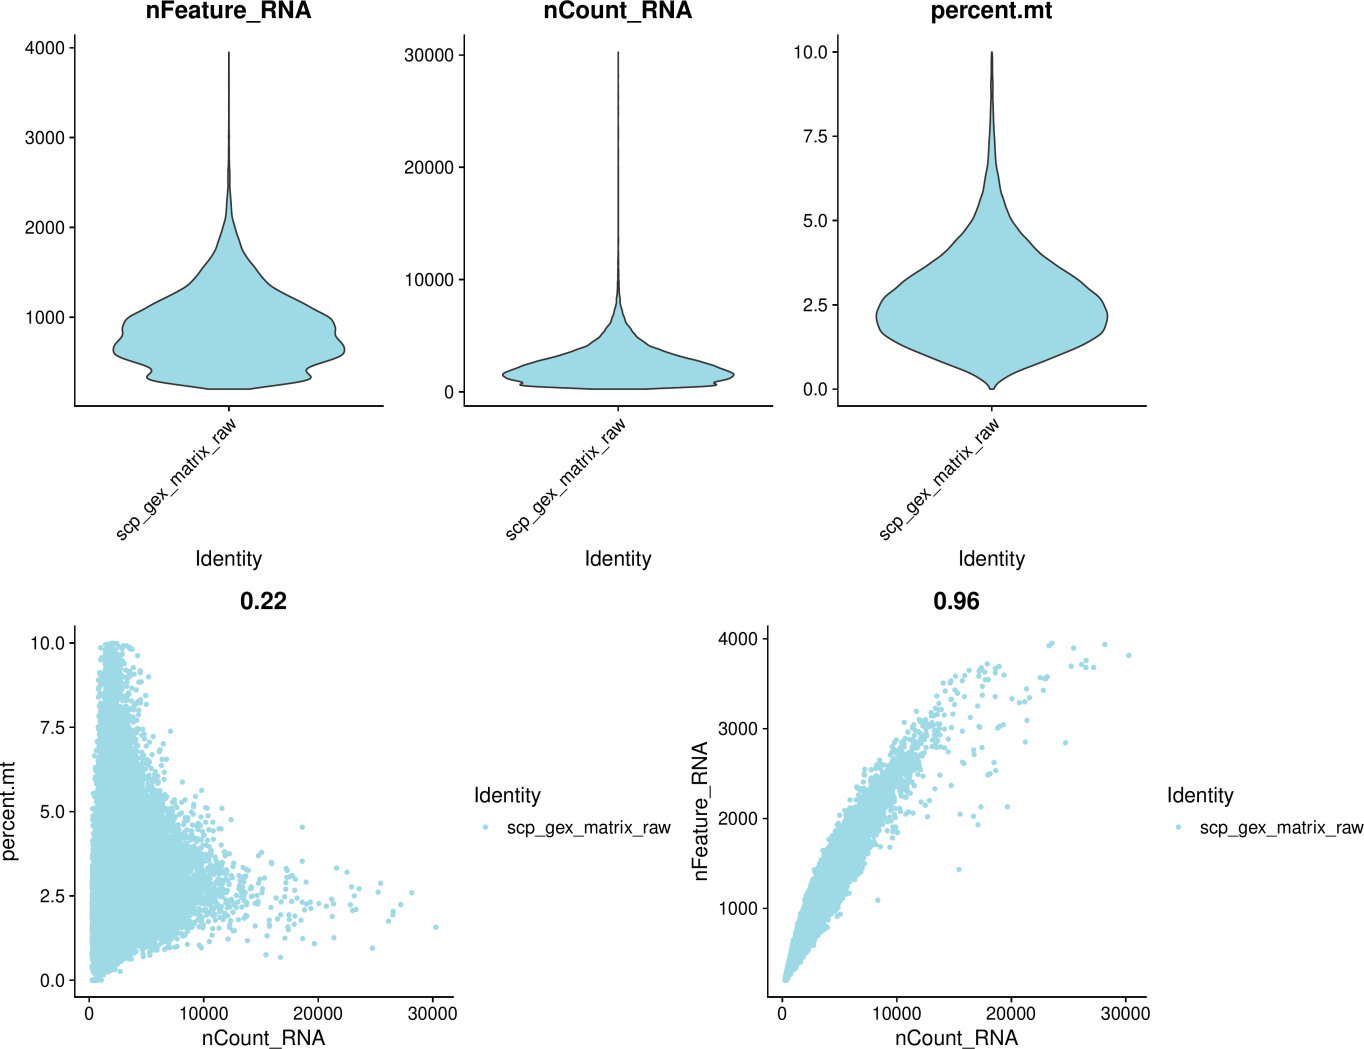 nFeature_RNA
4000
3000
2000
1000
scp_gex_matrix_raw
Identity
nCount_RNA
30000
20000
10000
0
scp_gex_matrix_raw
Identity
percent.mt
10.0
7.5
5.0
2.5
0.0
scp_gex_matrix_raw
Identity
0.22
percent.mt
10.0
7.5
5.0
2.5
0.0
0 10000 20000 30000
nCount_RNA
Identity
scp_gex_matrix_raw
0.96
nFeature_RNA
4000
3000
2000
1000
0 10000 20000 30000
nCount_RNA
Identity
scp_gex_matrix_raw